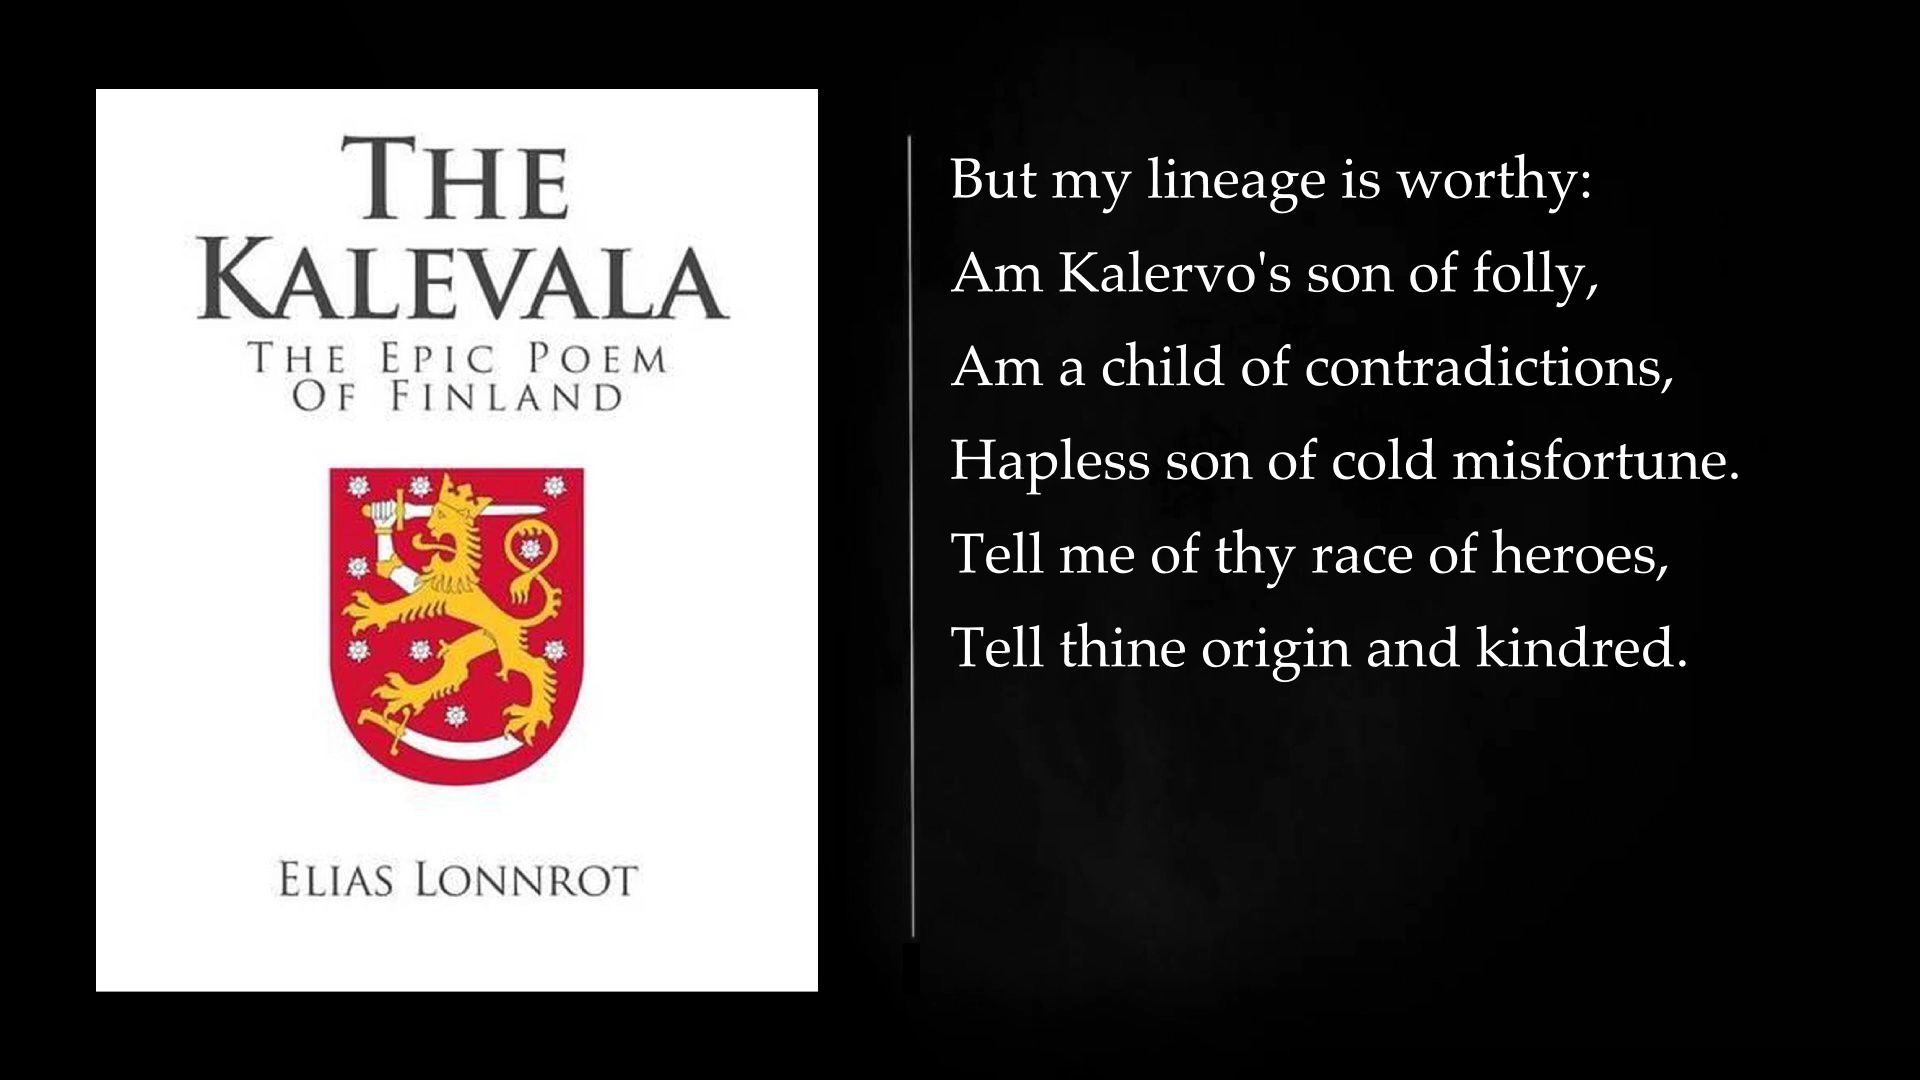 THE
KALEVALA
THE EPIC POEM
OF FINLAND
ELIAS LONNROT
But my lineage is worthy:
Am Kalervo's son of folly,
Am a child of contradictions,
Hapless son of cold misfortune.
Tell me of thy race of heroes,
Tell thine origin and kindred.